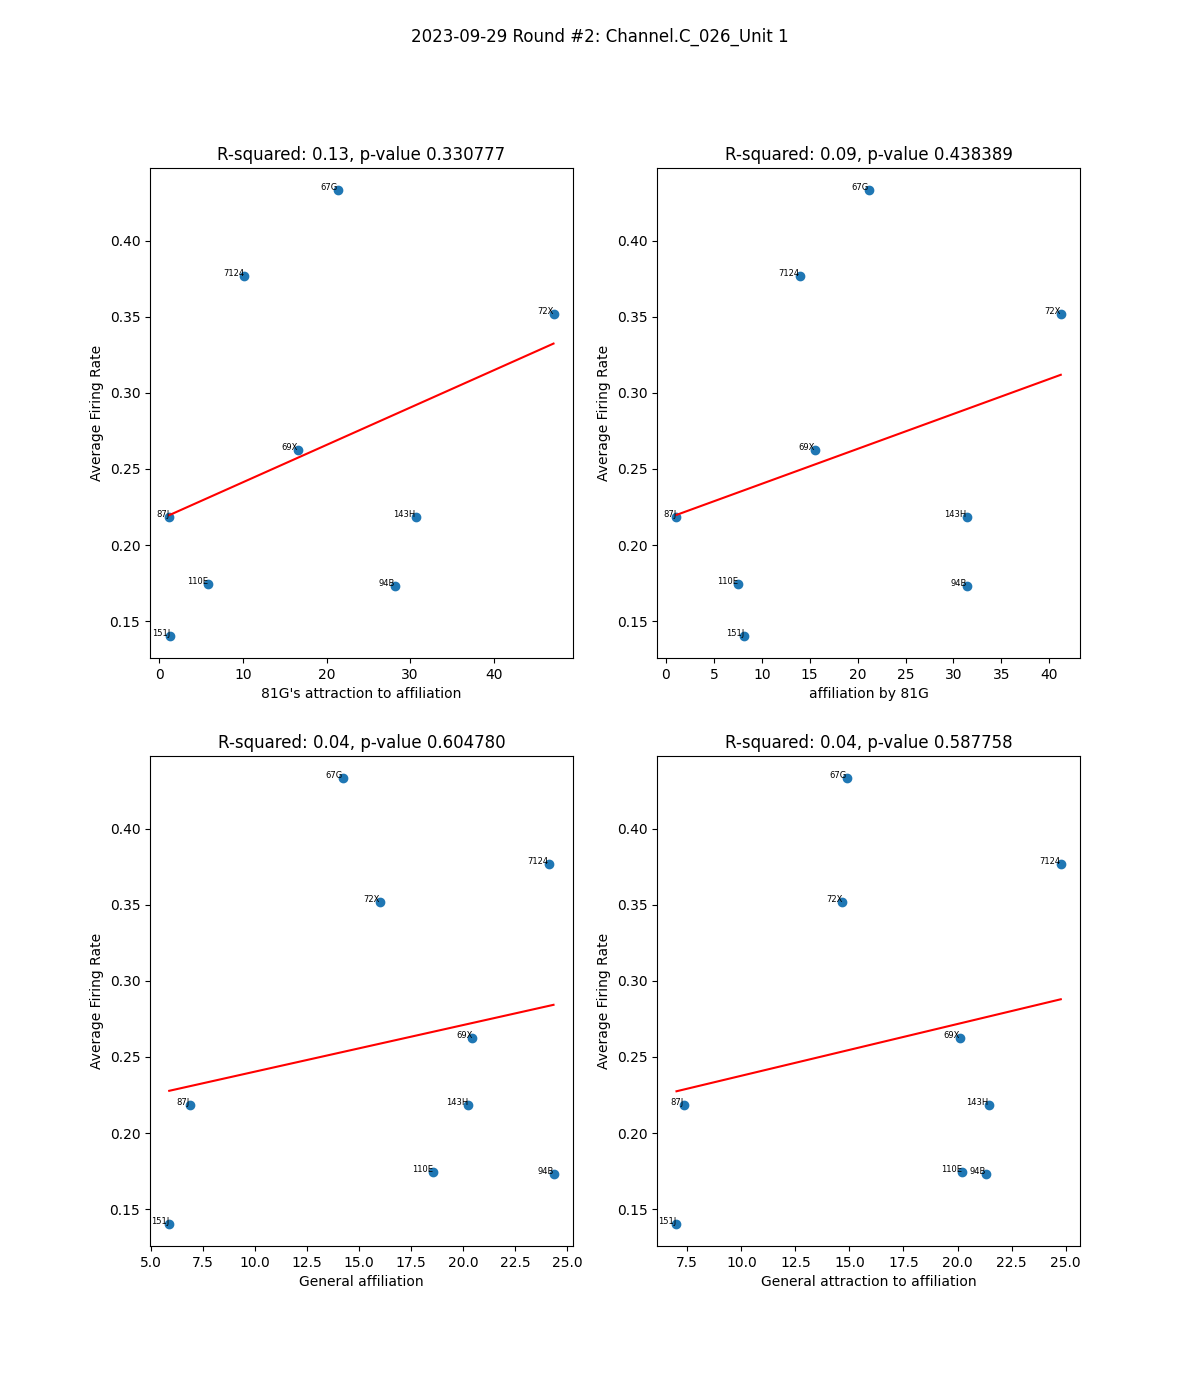 2023-09-29 Round #2: Channel.C_026_Unit 1
R-squared: 0.13, p-value 0.330777
67G
0.40
7124
0.35
72X
Average Firing Rate
0.30
69X
0.25
87J
143H
0.20
110E
94B
0.15
151J
0
10
20
30
40
81G's attraction to affiliation
R-squared: 0.09, p-value 0.438389
67G
0.40
7124
0.35
72X
Average Firing Rate
0.30
69X
0.25
87J
143H
0.20
110E
94B
0.15
151J
0
5
10
15
20
25
30
35
40
affiliation by 81G
R-squared: 0.04, p-value 0.604780
67G
0.40
7124
0.35
72X
Average Firing Rate
0.30
69X
0.25
87J
143H
0.20
110E
94B
0.15
151J
5.0
7.5
10.0
12.5
15.0
17.5
20.0
22.5
25.0
General affiliation
R-squared: 0.04, p-value 0.587758
67G
0.40
7124
0.35
72X
Average Firing Rate
0.30
69X
0.25
87J
143H
0.20
110E
94B
0.15
151J
7.5
10.0
12.5
15.0
17.5
20.0
22.5
25.0
General attraction to affiliation